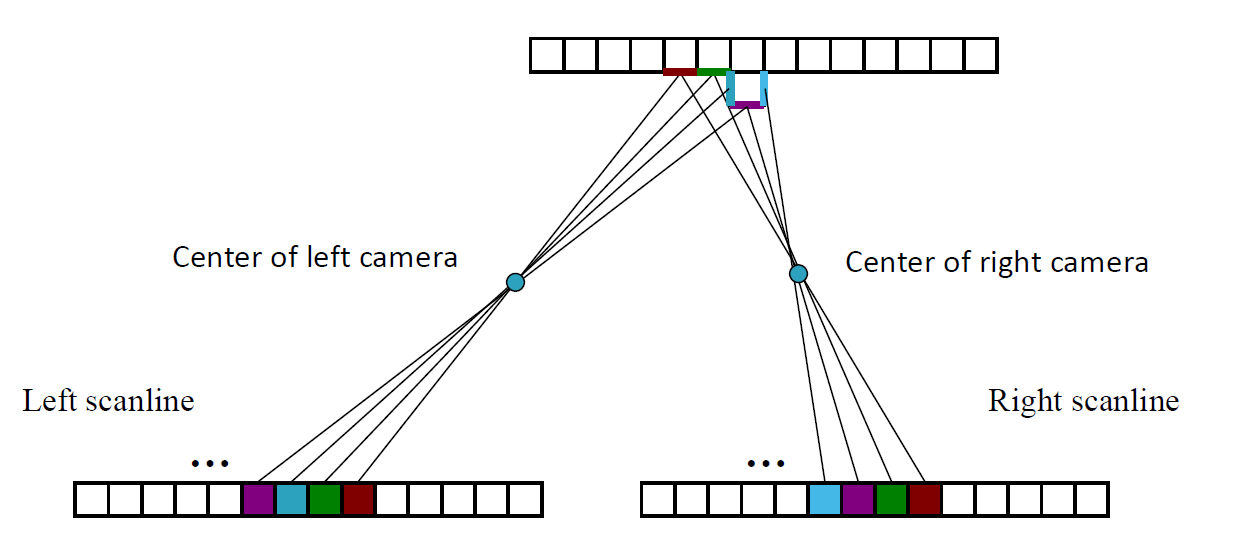 Center of left camera
Center of right camera
Left scanline
Right scanline
...
...